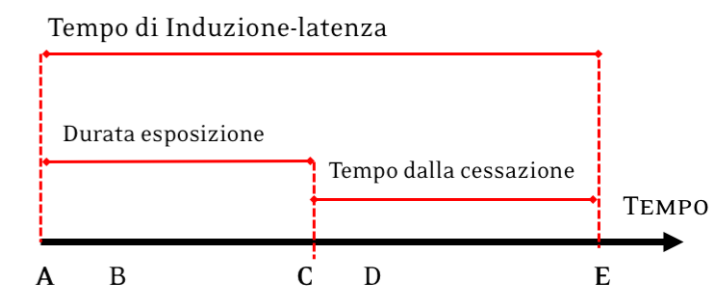 Tempo di Induzione-latenza
Durata esposizione
Tempo dalla cessazione
TEMPO
A B C D E